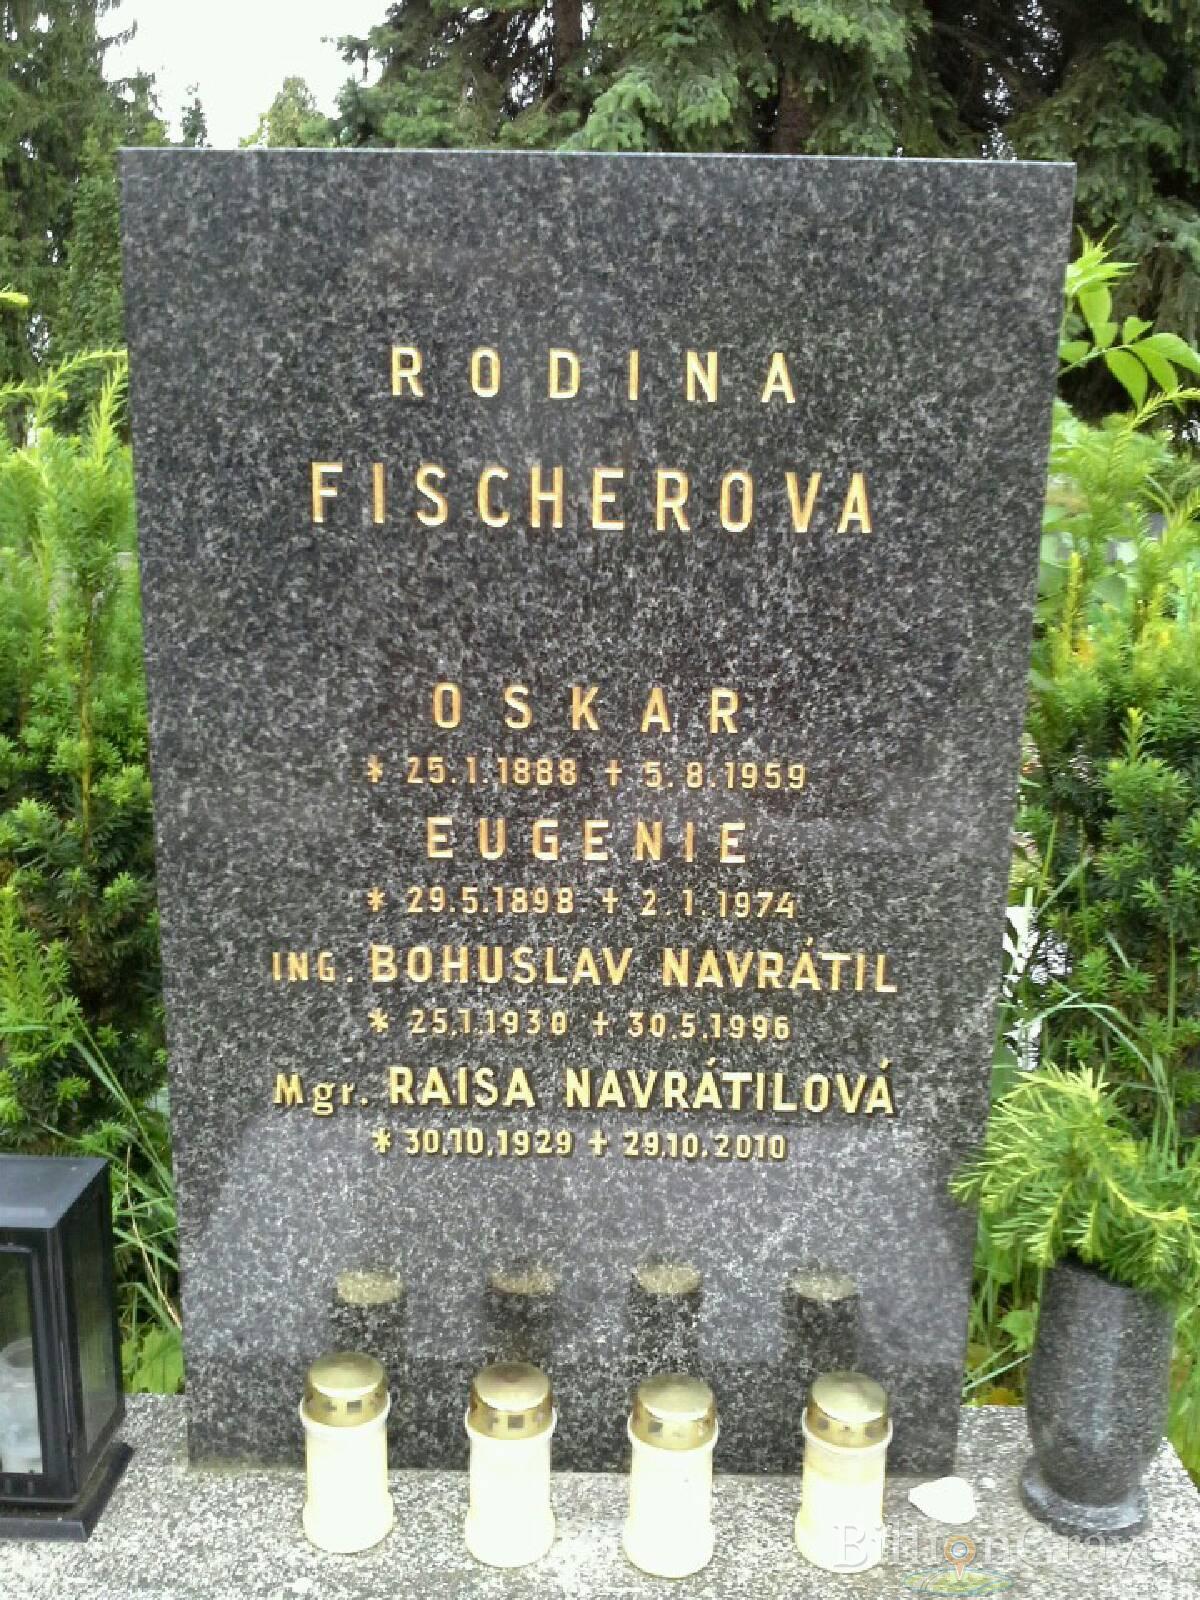 RODINA
FISCHEROVA
OSKAR
* 25.1.1888 + 5.8.1959
EUGENIE
* 29.5.1898 + 2.1.1974
ING. BOHUSLAV NAVRÁTIL
* 25.1.1930 + 30.5.1996
Mgr. RAISA NAVRÁTILOVÁ
* 30.10.1929 + 29.10.2010
BillionGraves